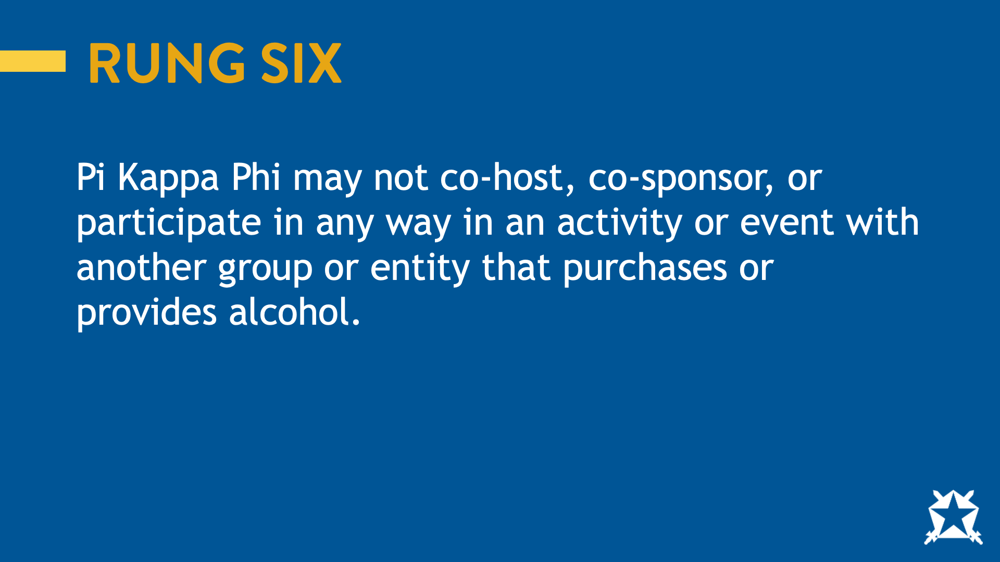 RUNG SIX
Pi Kappa Phi may not co-host, co-sponsor, or
participate in any way in an activity or event with
another group or entity that purchases or
provides alcohol.